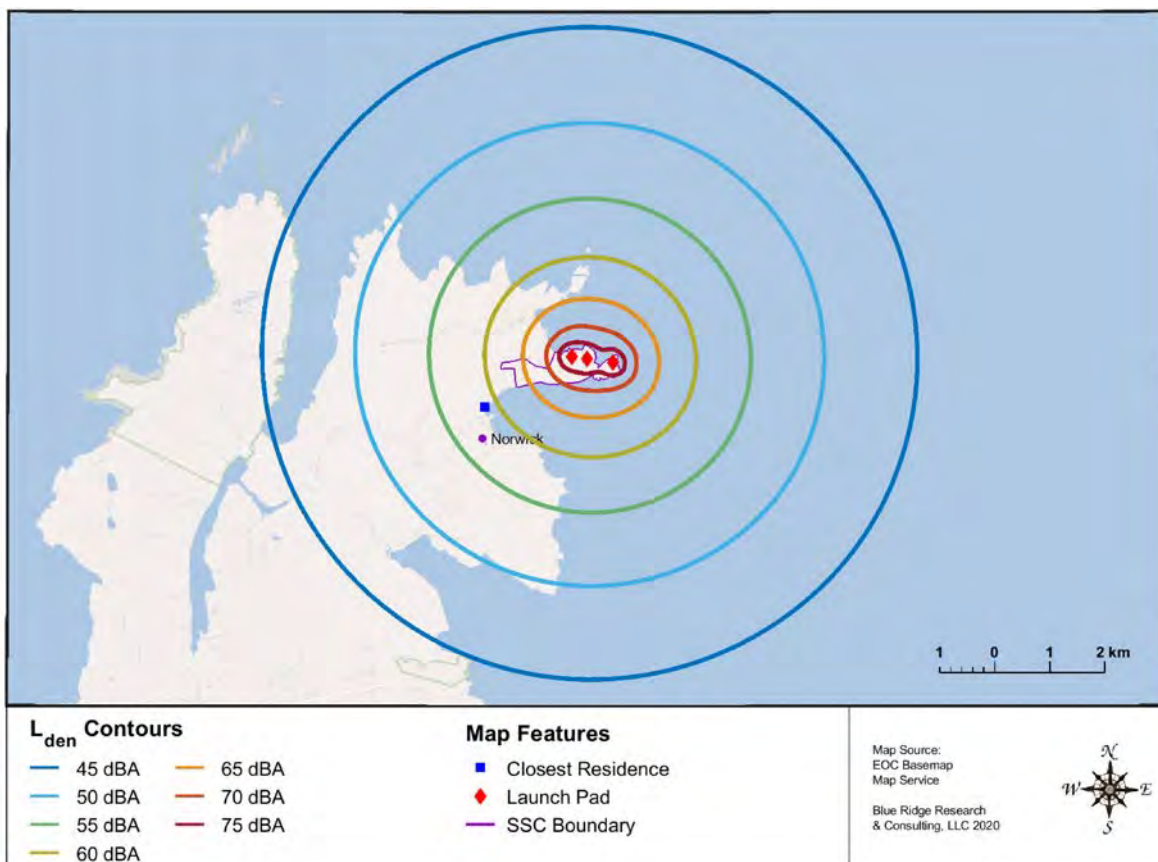 Norwick
1 0 1 2 km
L_den Contours
45 dBA
50 dBA
55 dBA
60 dBA
65 dBA
70 dBA
75 dBA
Map Features
Closest Residence
Launch Pad
SSC Boundary
Map Source:
EOC Basemap
Map Service
Blue Ridge Research
& Consulting, LLC 2020
N
W E
S